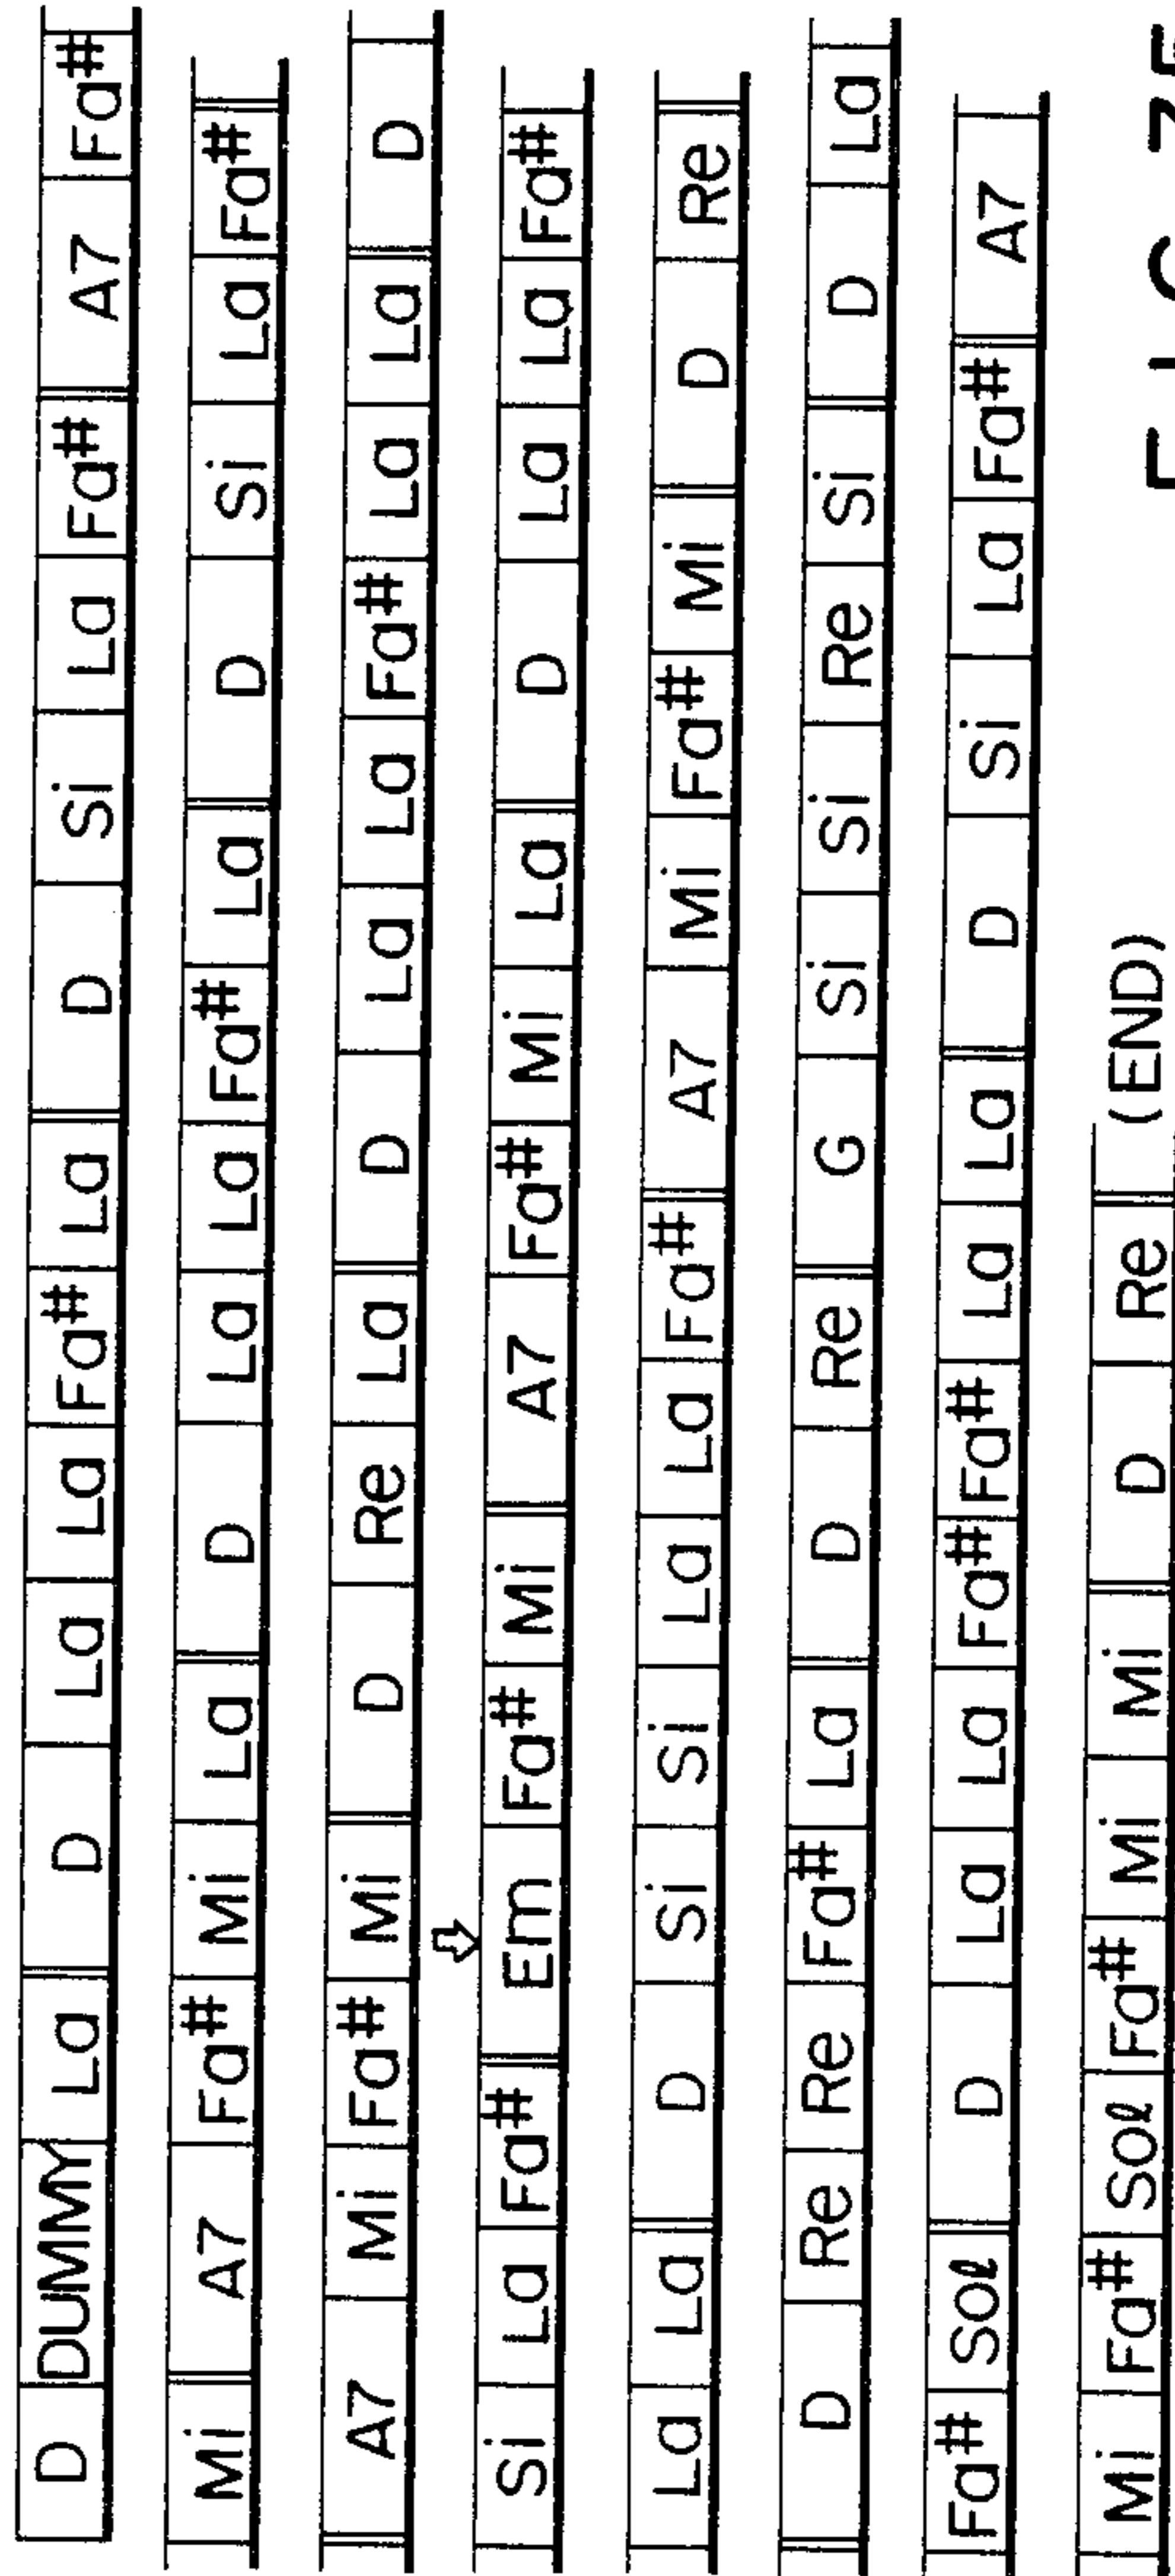 D DUMMY La D La La Fa# La D Si La Fa# A7 Fa#
Mi A7 Fa# Mi La D La La Fa# La D Si La Fa#
A7 Mi Fa# Mi D Re La D La La Fa# La La D
Si La Fa# Em Fa# Mi A7 Fa# Mi La D La La Fa#
La La D Si Si La La Fa# A7 Mi Fa# Mi D Re
D Re Re Fa# La D Re G Si Si Re Si D La
Fa# Soℓ D La La Fa# Fa# La La D Si La Fa# A7
Mi Fa# Soℓ Fa# Mi Mi D Re (END)